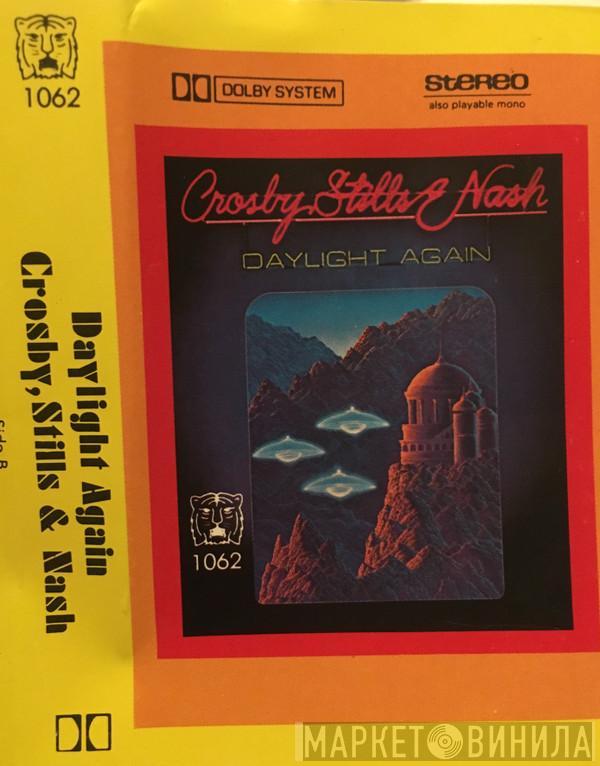 1062
DOLBY SYSTEM
STEREO
also playable mono
Crosby, Stills & Nash
DAYLIGHT AGAIN
1062
Daylight Again
Crosby, Stills & Nash
Side B
МАРКЕТ ВИНИЛА